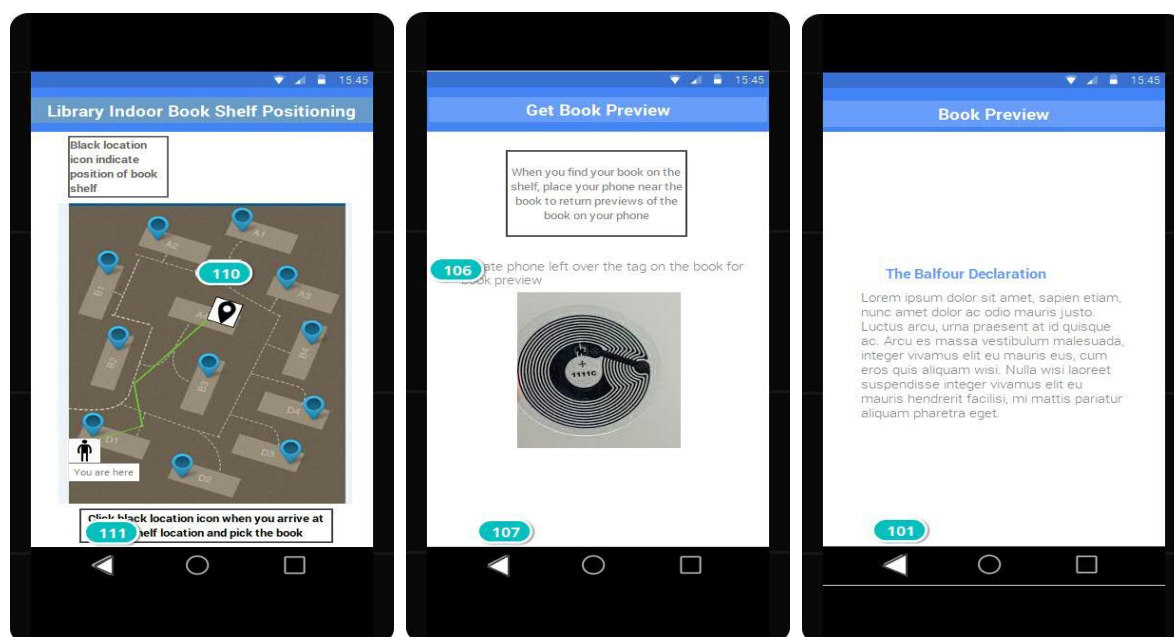 15:45
Library Indoor Book Shelf Positioning
Black location
icon indicate
position of book
shelf
A1
A2
110
B1
A3
B2
B4
B3
D4
D1
D3
You are here
D2
Click black location icon when you arrive at
111 helf location and pick the book
15:45
Get Book Preview
When you find your book on the
shelf, place your phone near the
book to return previews of the
book on your phone
106 ate phone left over the tag on the book for
book preview
1111C
107
15:45
Book Preview
The Balfour Declaration
Lorem ipsum dolor sit amet, sapien etiam,
nunc amet dolor ac odio mauris justo.
Luctus arcu, urna praesent at id quisque
ac. Arcu es massa vestibulum malesuada,
integer vivamus elit eu mauris eus, cum
eros quis aliquam wisi. Nulla wisi laoreet
suspendisse integer vivamus elit eu
mauris hendrerit facilisi, mi mattis pariatur
aliquam pharetra eget.
101